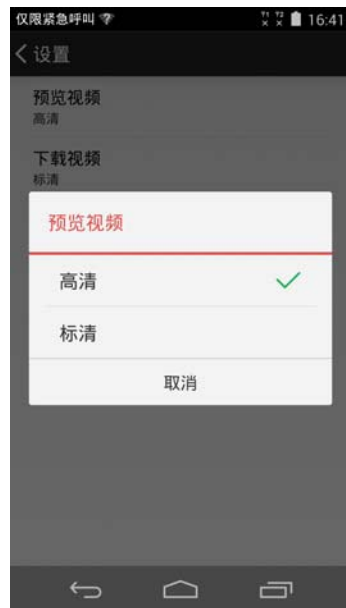 仅限紧急呼叫 16:41
设置
预览视频
高清
下载视频
标清
预览视频
高清
标清
取消